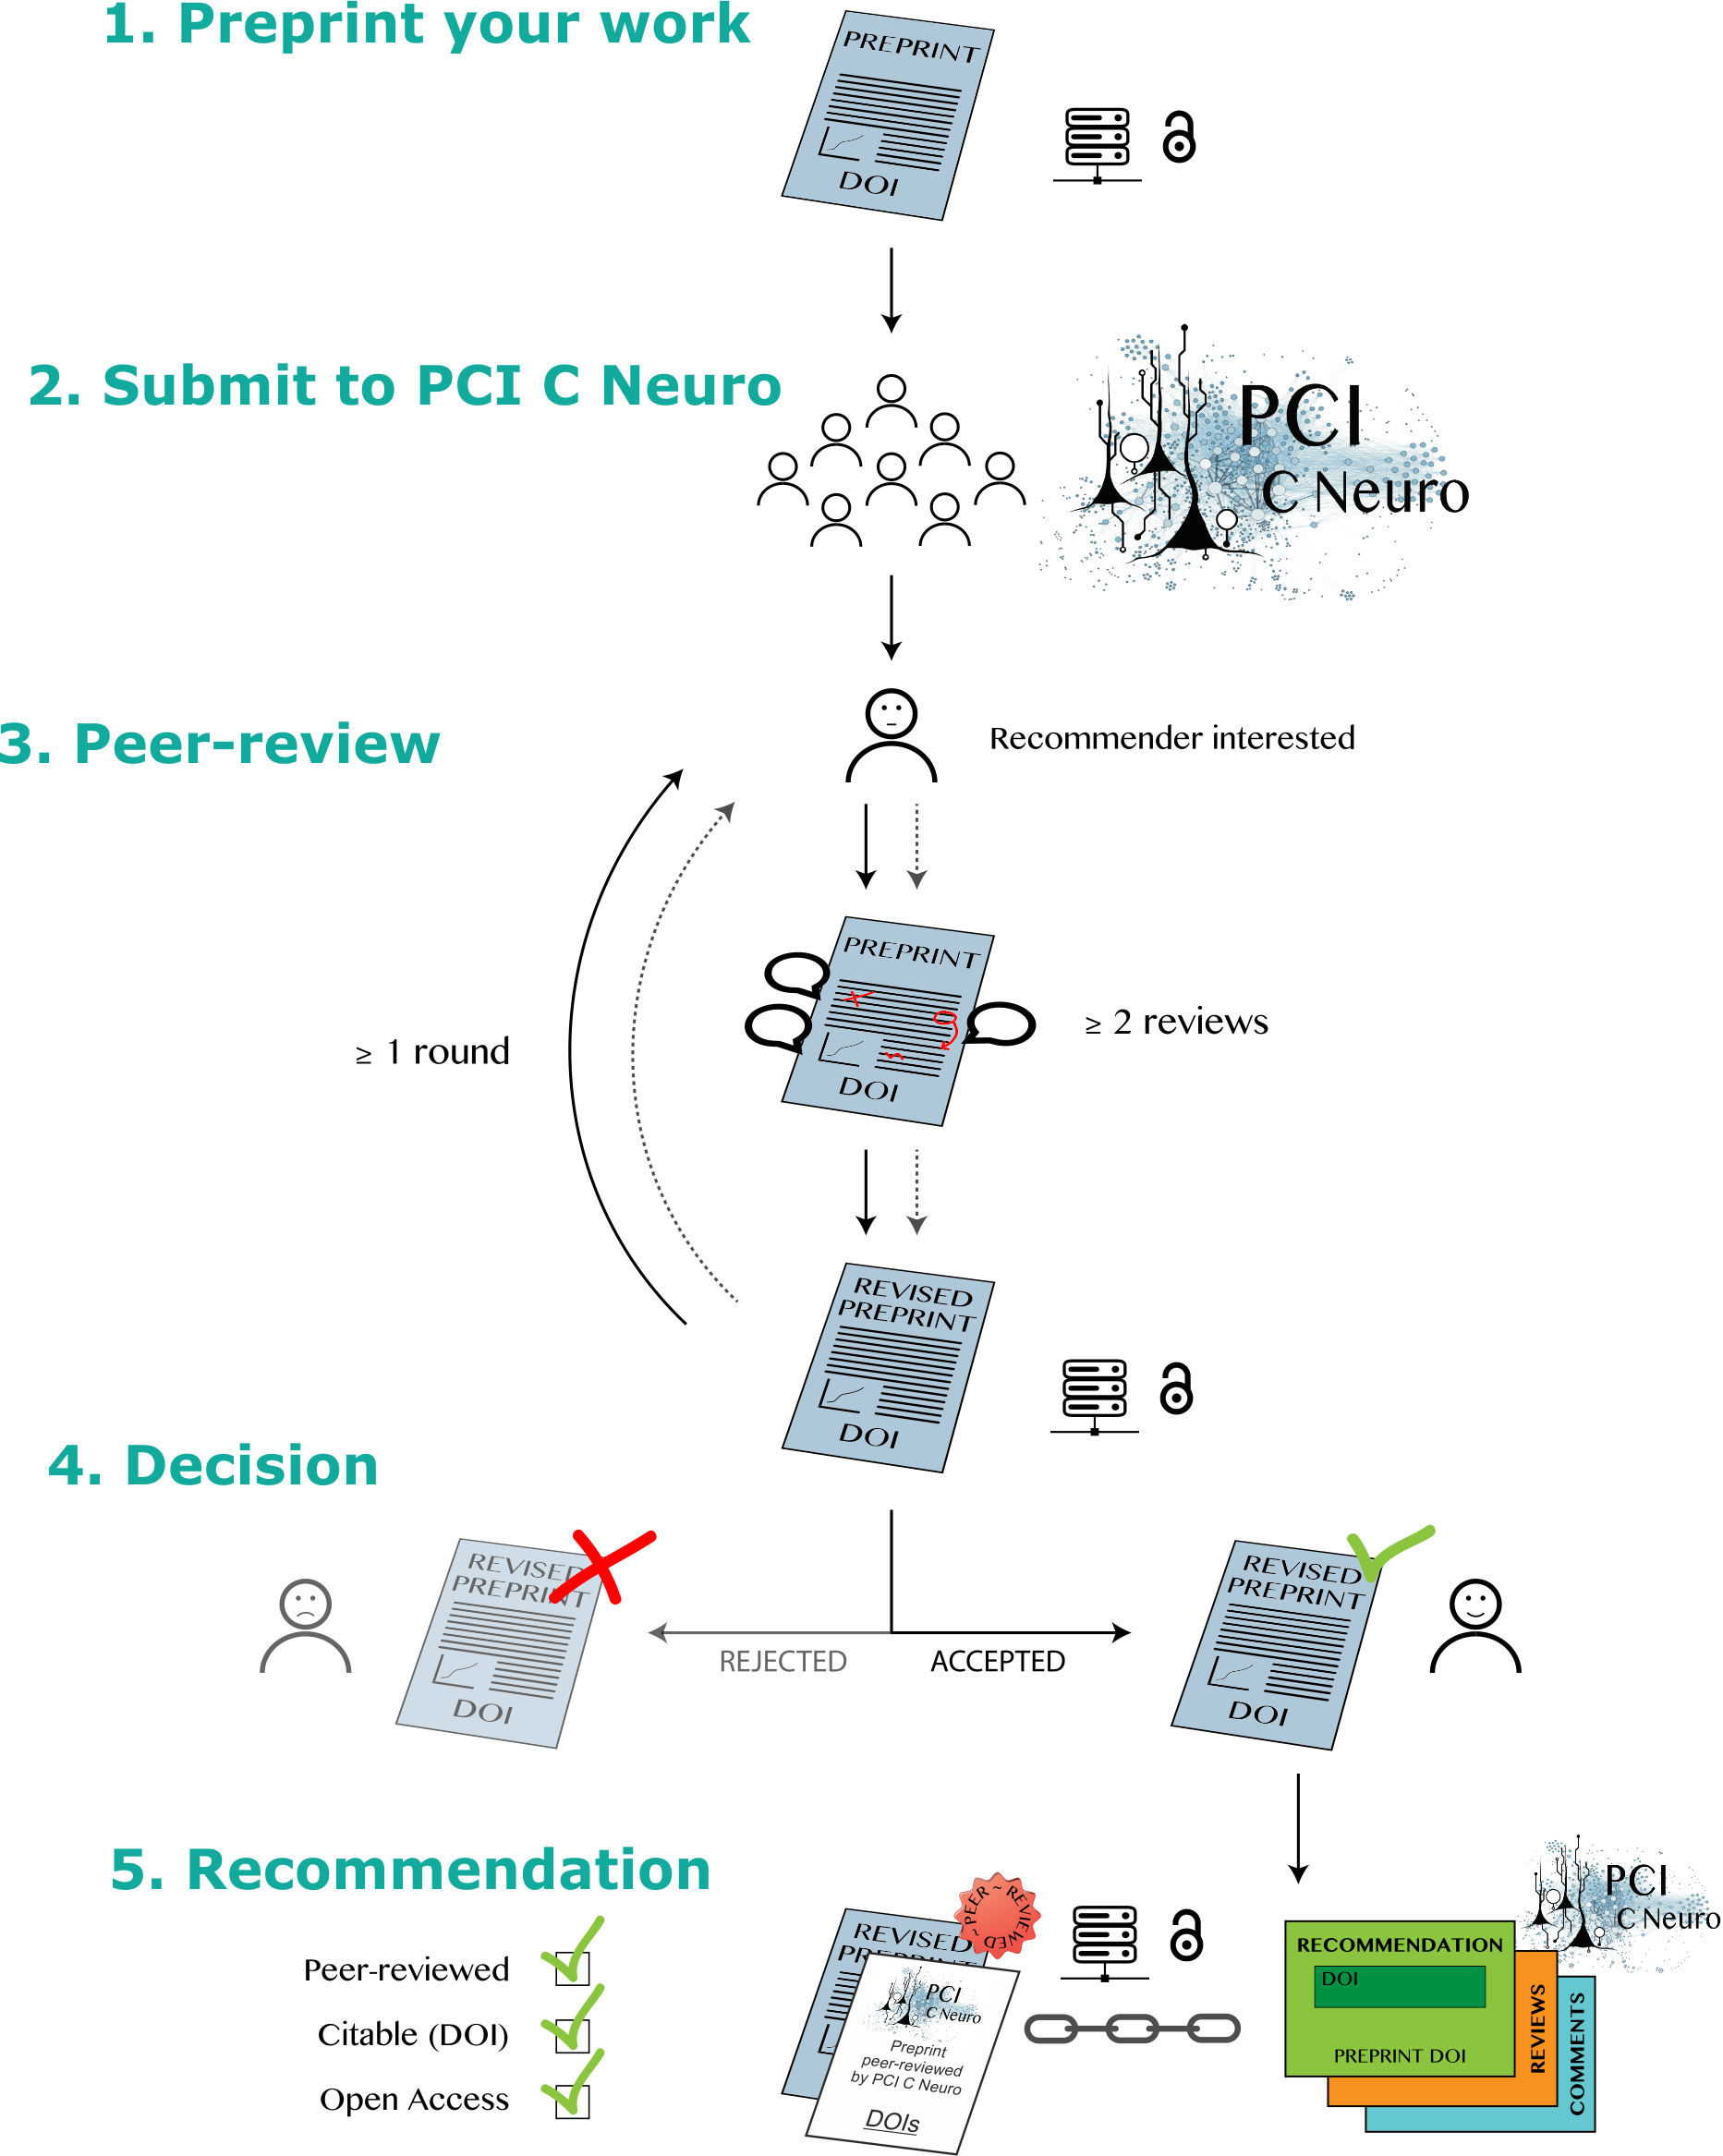 1. Preprint your work
PREPRINT
DOI
2. Submit to PCI C Neuro
PCI
C Neuro
3. Peer-review
Recommender interested
PREPRINT
DOI
≥ 2 reviews
≥ 1 round
REVISED
PREPRINT
DOI
4. Decision
REVISED
PREPRINT
DOI
REJECTED
ACCEPTED
REVISED
PREPRINT
DOI
5. Recommendation
Peer-reviewed
Citable (DOI)
Open Access
REVISED
PREPRINT
PEER ~ REVIEWED ~
PCI
C Neuro
Preprint
peer-reviewed
by PCI C Neuro
DOIs
PCI
C Neuro
RECOMMENDATION
DOI
PREPRINT DOI
REVIEWS
COMMENTS